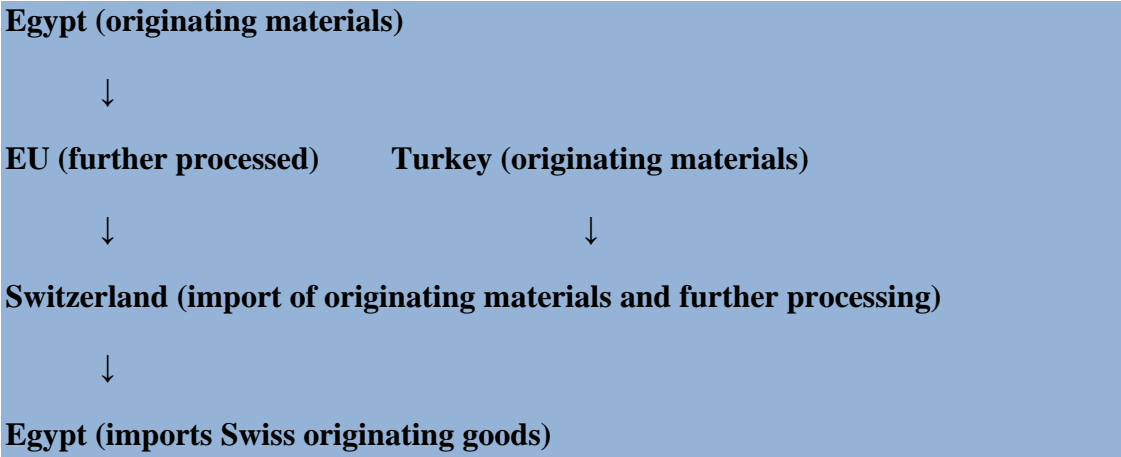 Egypt (originating materials)
↓
EU (further processed) Turkey (originating materials)
↓ ↓
Switzerland (import of originating materials and further processing)
↓
Egypt (imports Swiss originating goods)